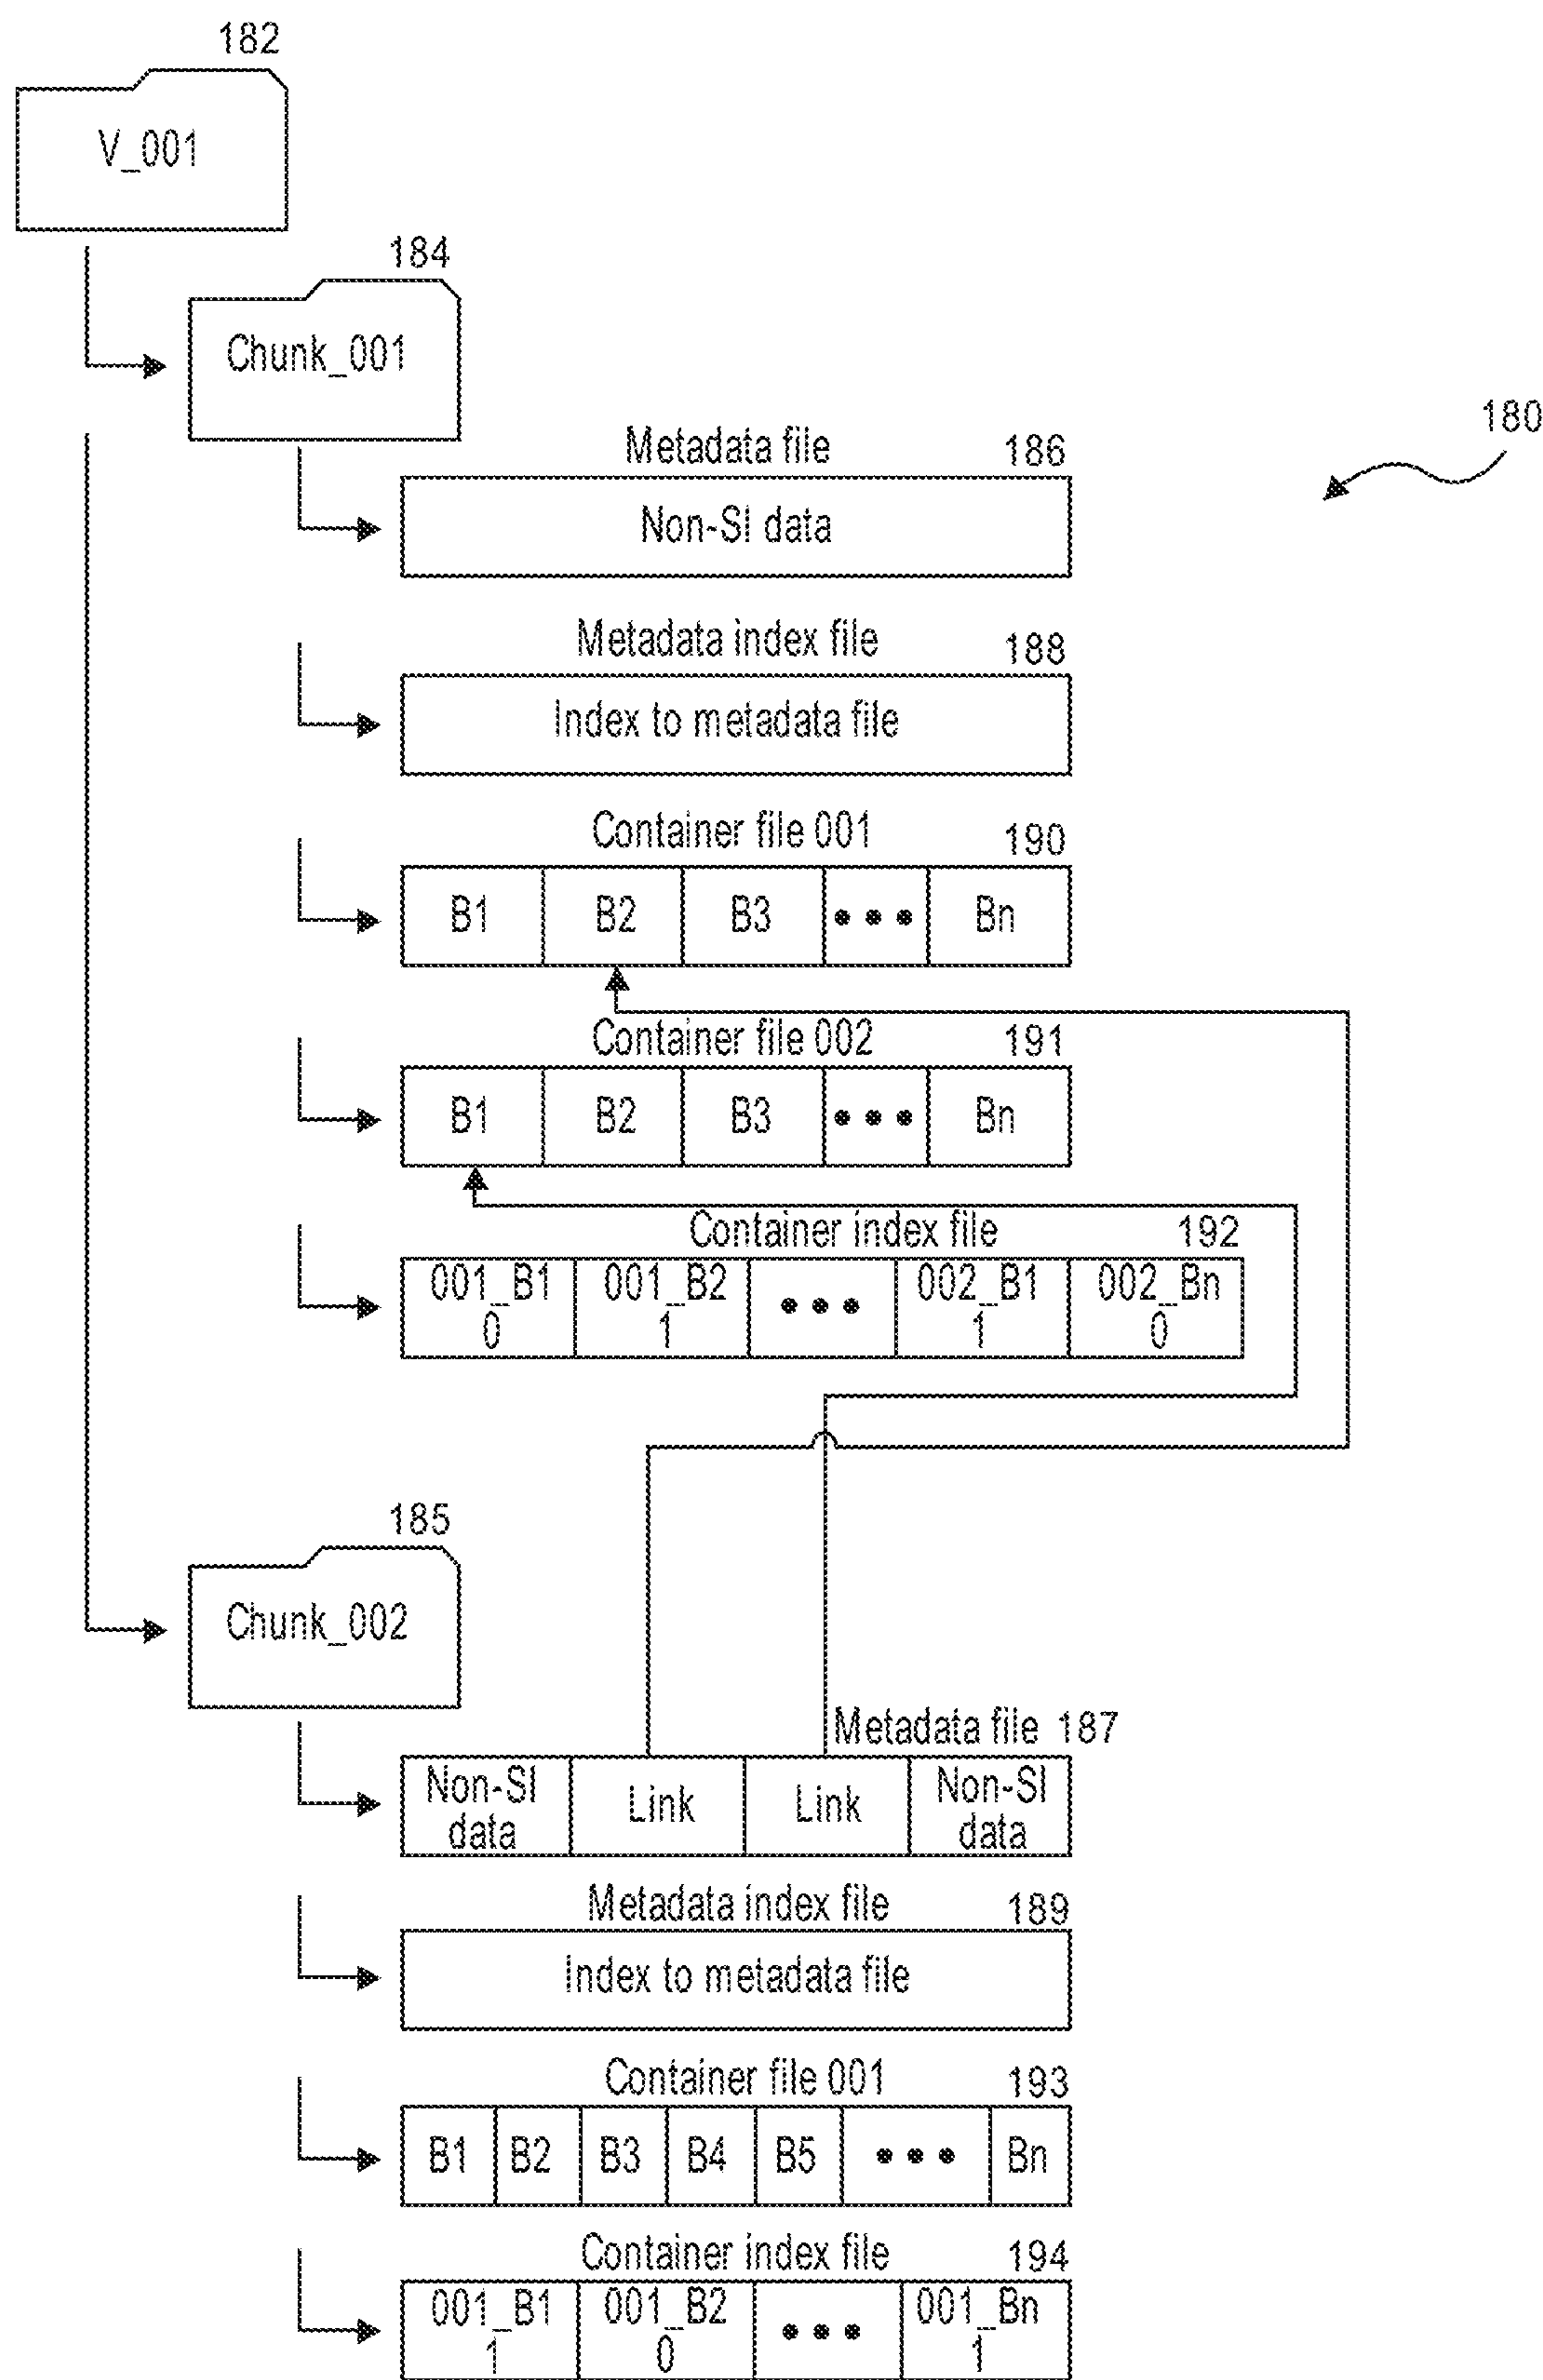 182
V_001
184
Chunk_001
180
Metadata file 186
Non-SI data
Metadata index file 188
Index to metadata file
Container file 001 190
B1 B2 B3 ••• Bn
Container file 002 191
B1 B2 B3 ••• Bn
Container index file 192
001_B1 001_B2 ••• 002_B1 002_Bn
0 1 1 0
185
Chunk_002
Metadata file 187
Non-SI Link Link Non-SI
data data
Metadata index file 189
Index to metadata file
Container file 001 193
B1 B2 B3 B4 B5 ••• Bn
Container index file 194
001_B1 001_B2 ••• 001_Bn
1 0 1